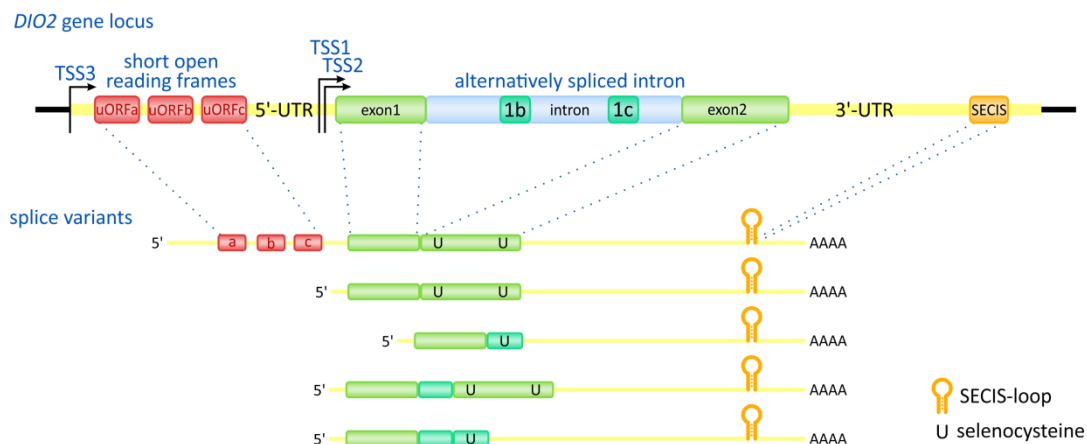 DIO2 gene locus
TSS3
short open
reading frames
TSS1
TSS2
alternatively spliced intron
uORFa uORFb uORFc 5'-UTR exon1 1b intron 1c exon2 3'-UTR SECIS
splice variants
5' a b c U U AAAA
5' U U AAAA
5' U AAAA
5' U U AAAA
5' U AAAA
SECIS-loop
U selenocysteine